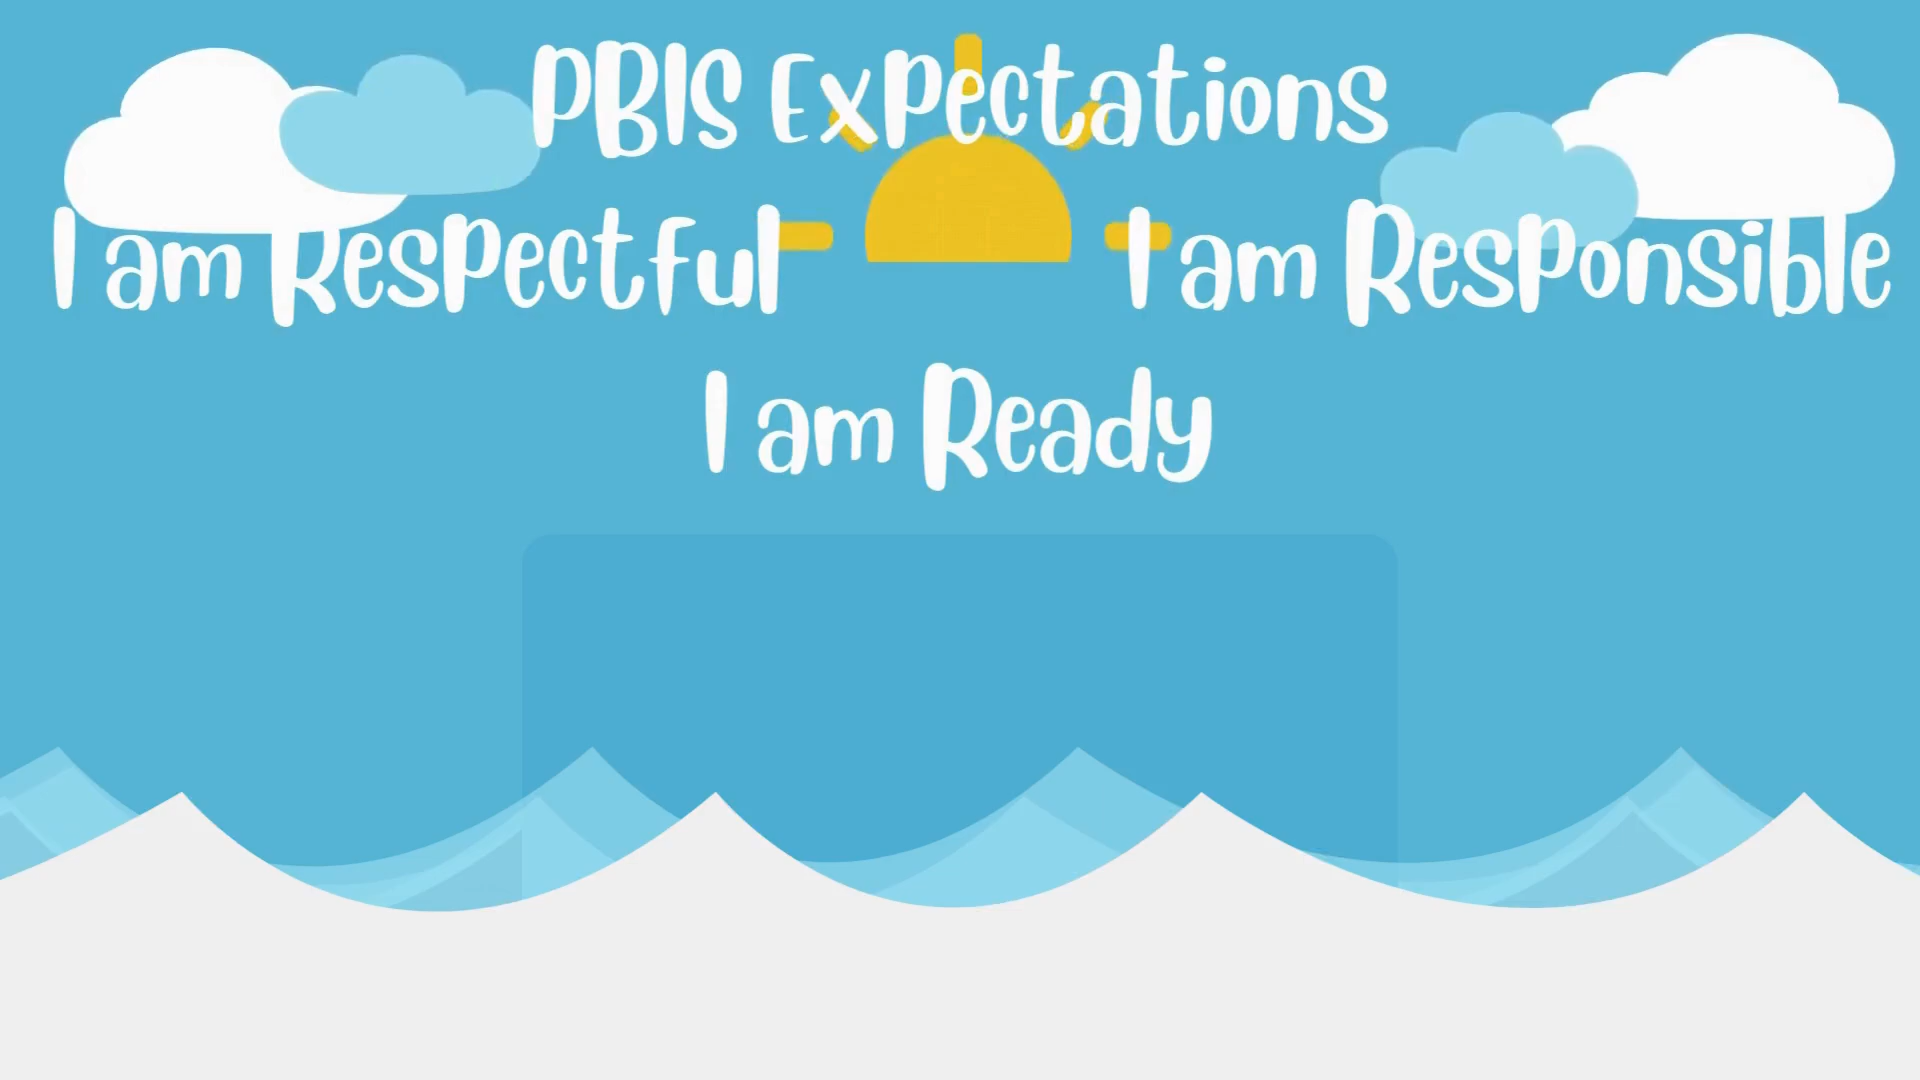 PBIS Expectations
I am Respectful
I am Responsible
I am Ready